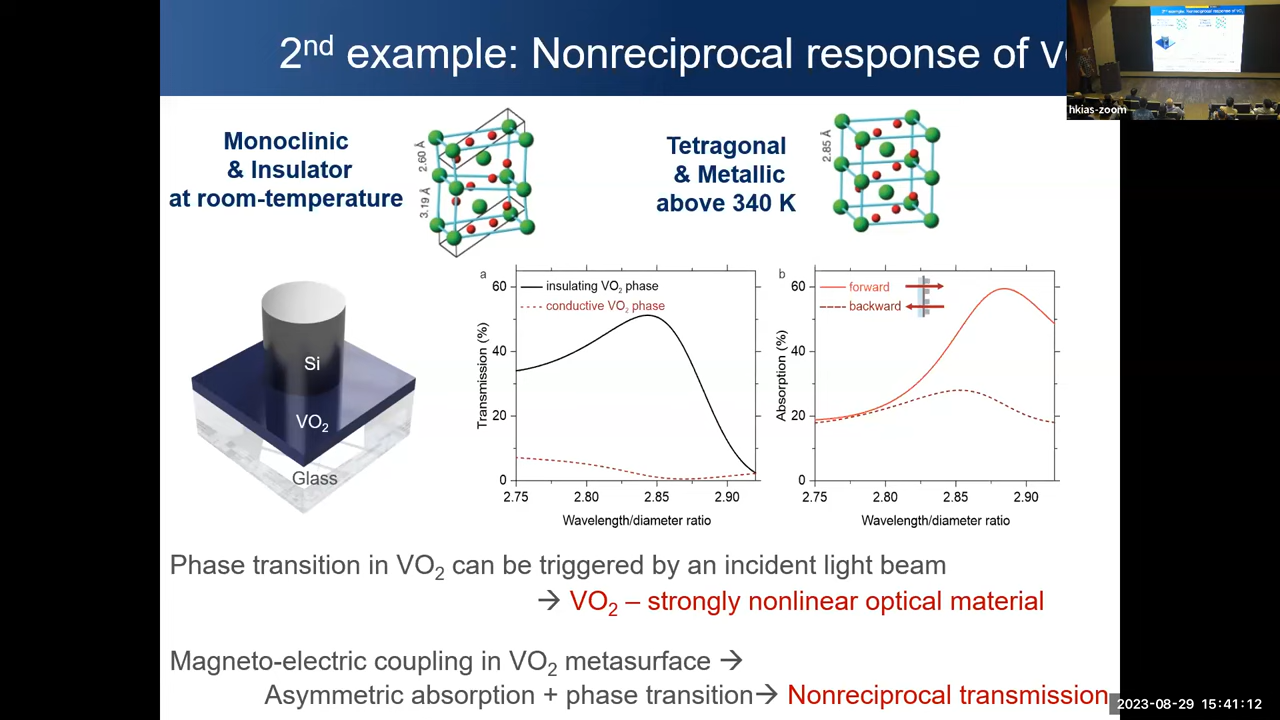 2nd example: Nonreciprocal response of V
hkias-zoom
Monoclinic
& Insulator
at room-temperature
2.60 Å
3.19 Å
Tetragonal
& Metallic
above 340 K
2.85 Å
Si
VO2
Glass
a
insulating VO2 phase
conductive VO2 phase
Transmission (%)
60
40
20
0
2.75
2.80
2.85
2.90
Wavelength/diameter ratio
b
forward
backward
Absorption (%)
60
40
20
0
2.75
2.80
2.85
2.90
Wavelength/diameter ratio
Phase transition in VO2 can be triggered by an incident light beam
→ VO2 – strongly nonlinear optical material
Magneto-electric coupling in VO2 metasurface →
Asymmetric absorption + phase transition→ Nonreciprocal transmission
2023-08-29 15:41:12